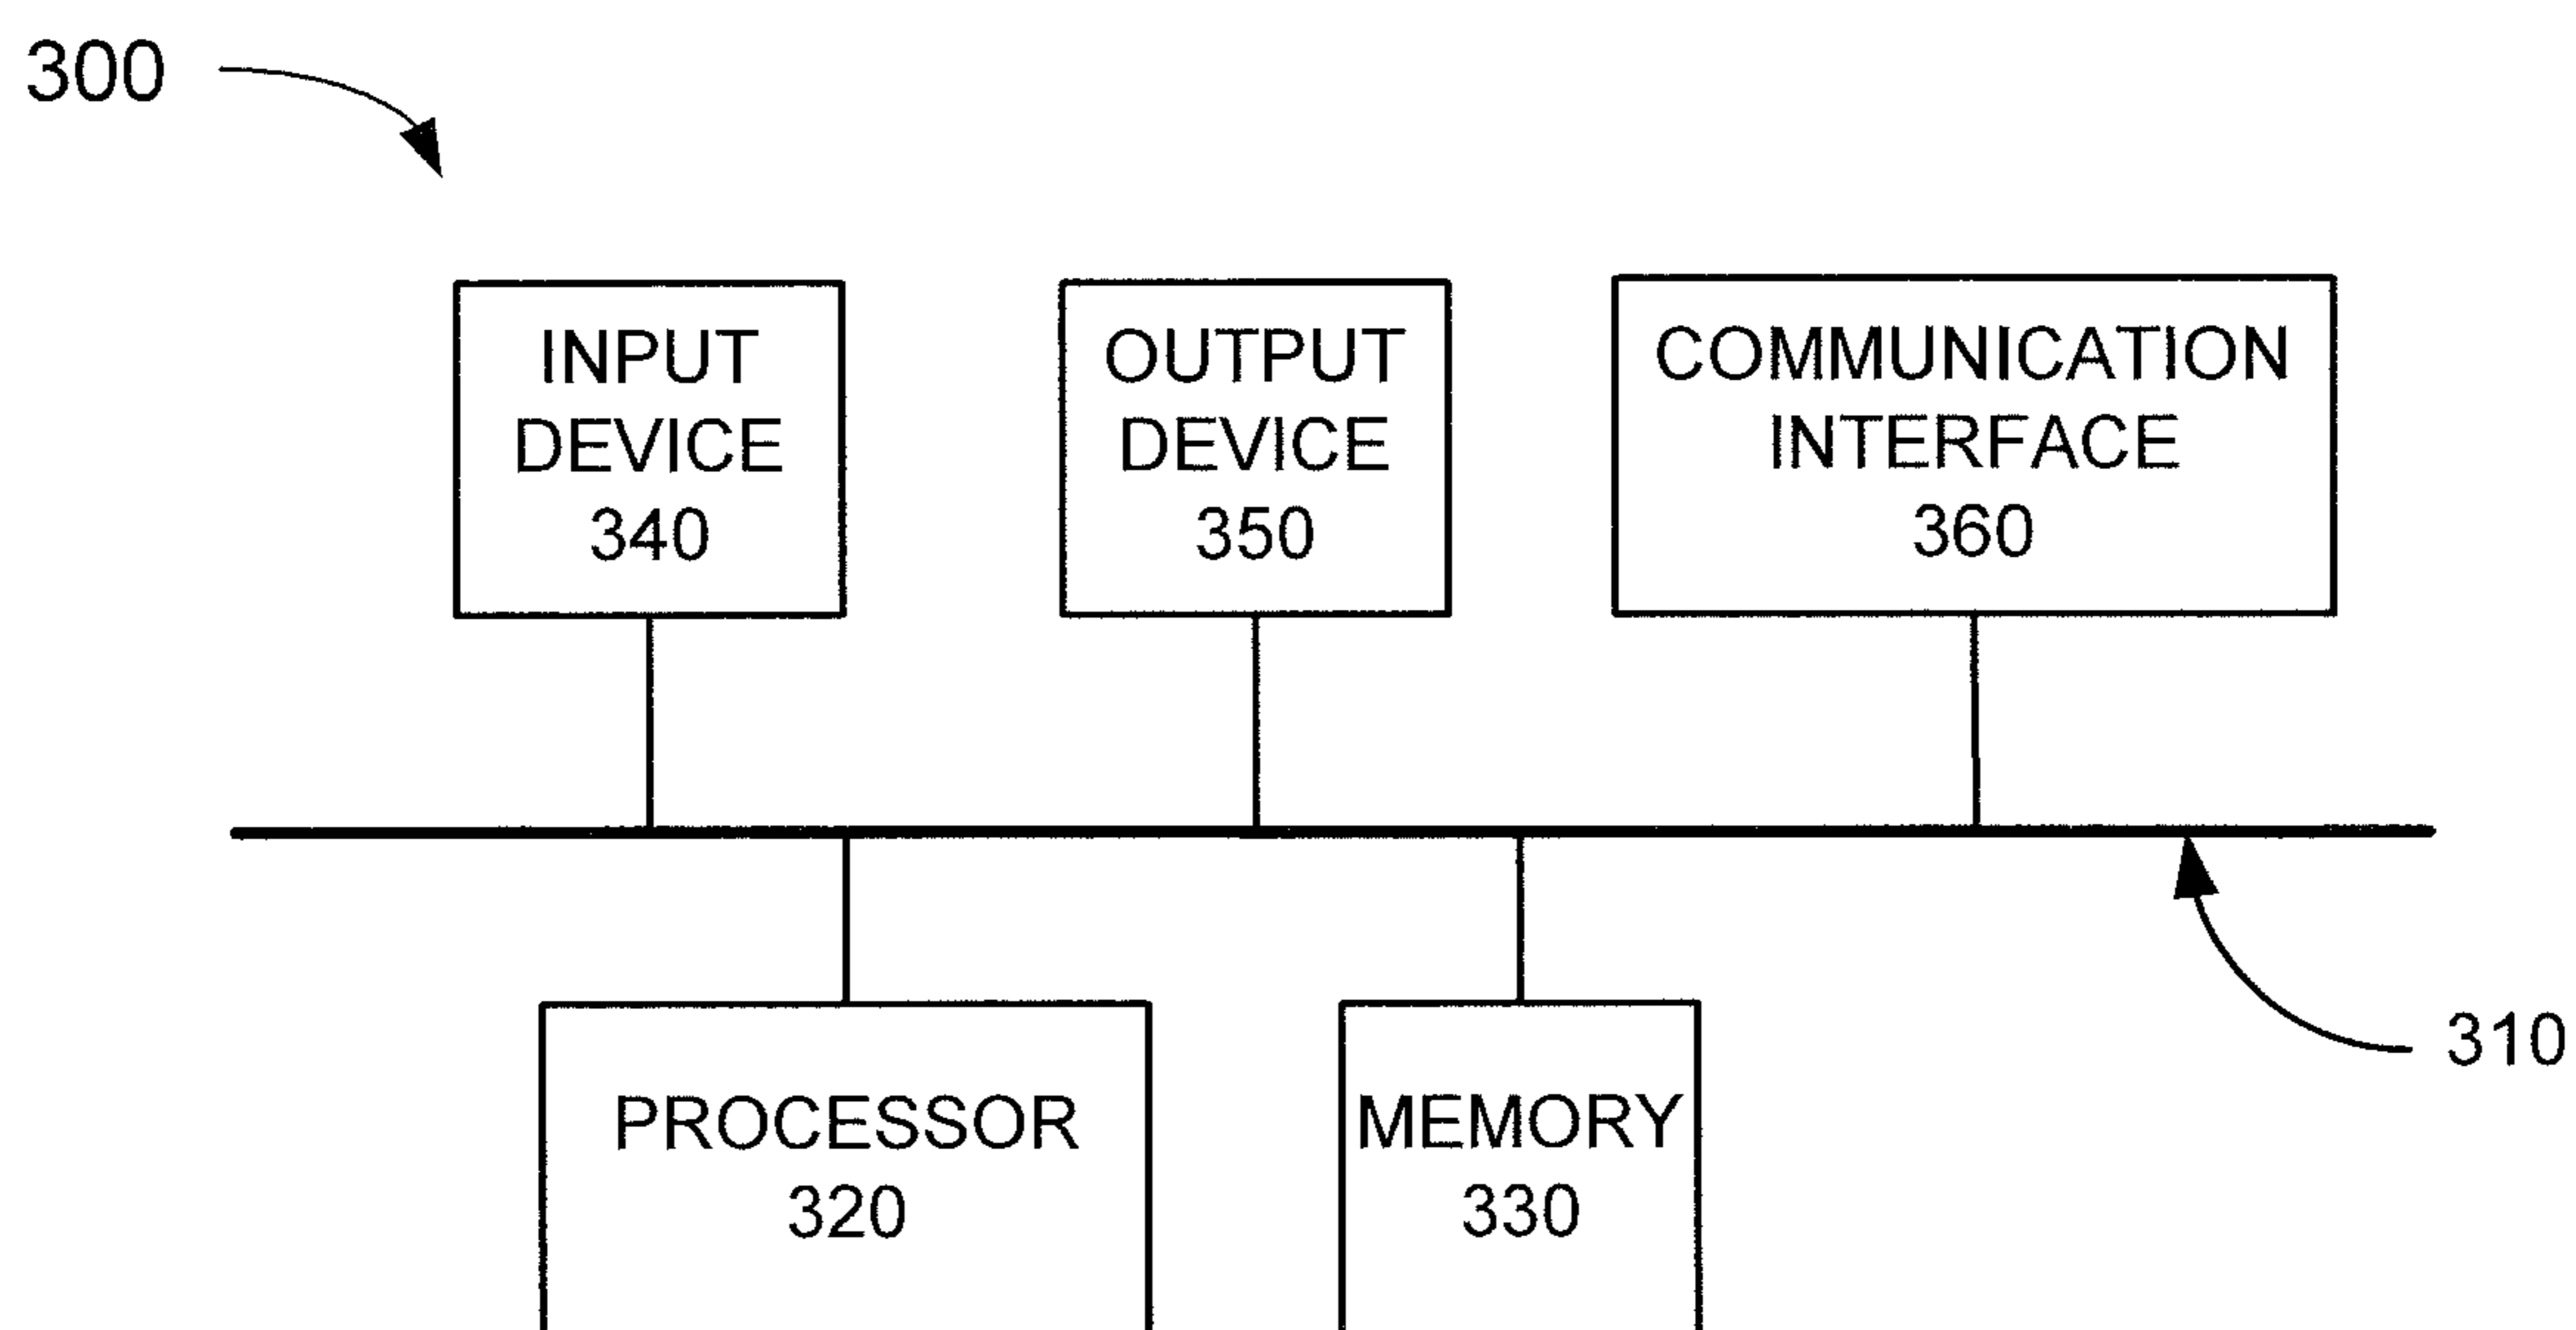 300
INPUT
DEVICE
340
OUTPUT
DEVICE
350
COMMUNICATION
INTERFACE
360
310
PROCESSOR
320
MEMORY
330